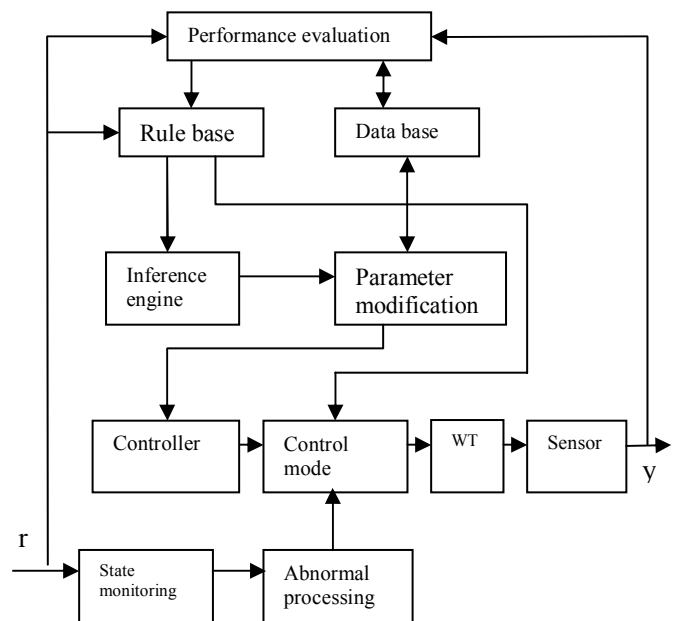 Performance evaluation
Rule base
Data base
Inference
engine
Parameter
modification
Controller
Control
mode
WT
Sensor
y
r
State
monitoring
Abnormal
processing